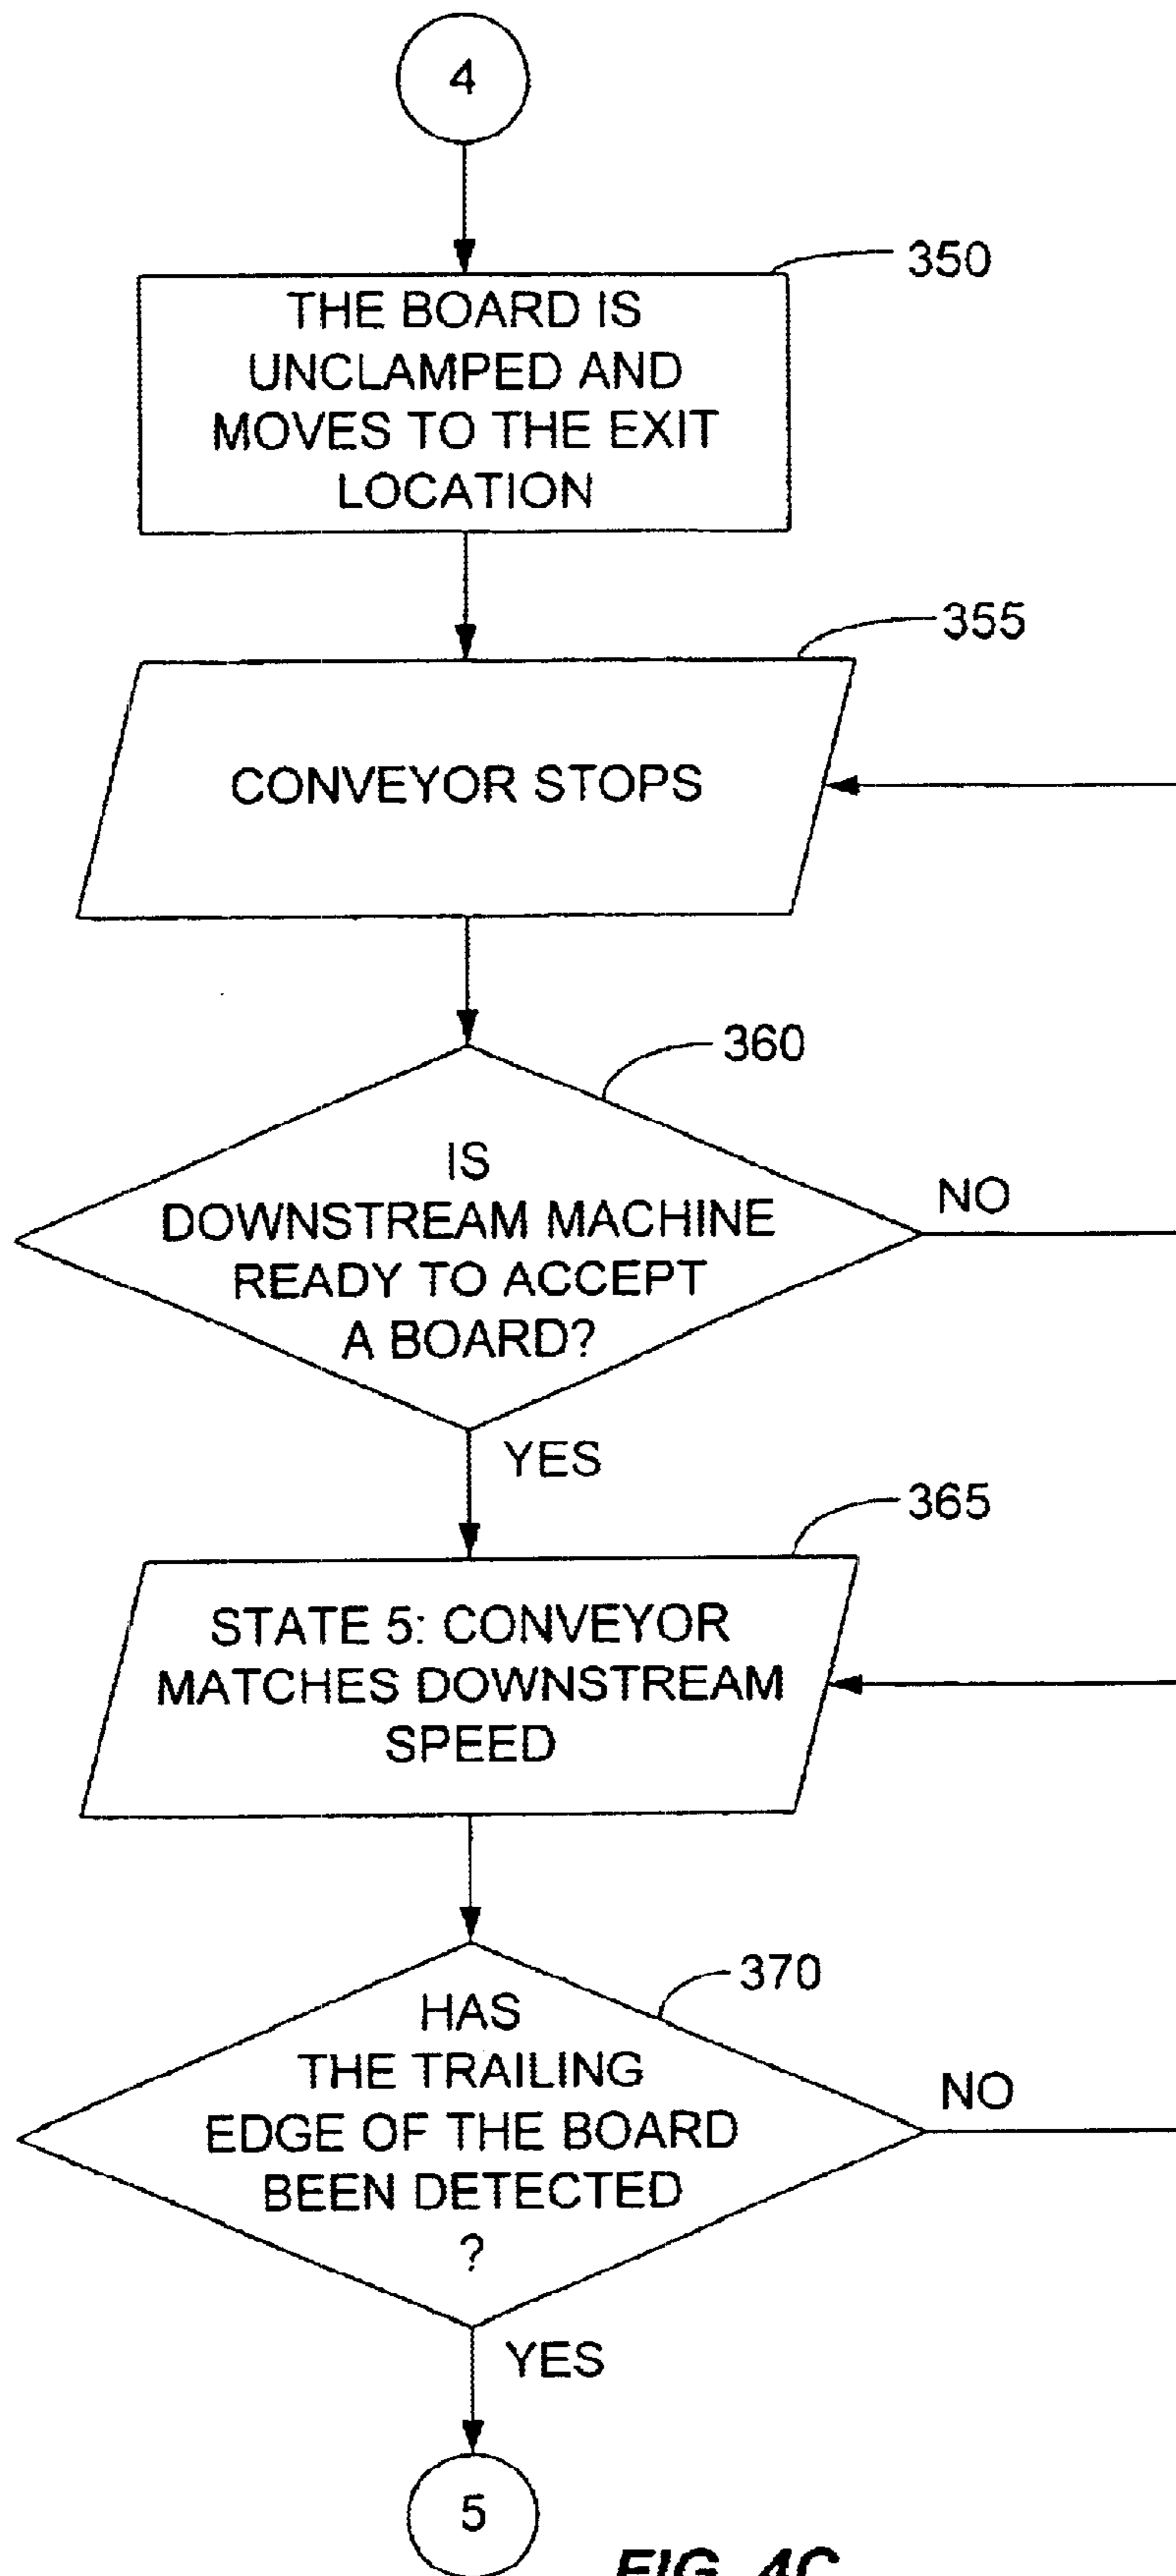 4
350
THE BOARD IS
UNCLAMPED AND
MOVES TO THE EXIT
LOCATION
355
CONVEYOR STOPS
360
IS
DOWNSTREAM MACHINE
READY TO ACCEPT
A BOARD?
NO
YES
365
STATE 5: CONVEYOR
MATCHES DOWNSTREAM
SPEED
370
HAS
THE TRAILING
EDGE OF THE BOARD
BEEN DETECTED
?
NO
YES
5
FIG. 4C